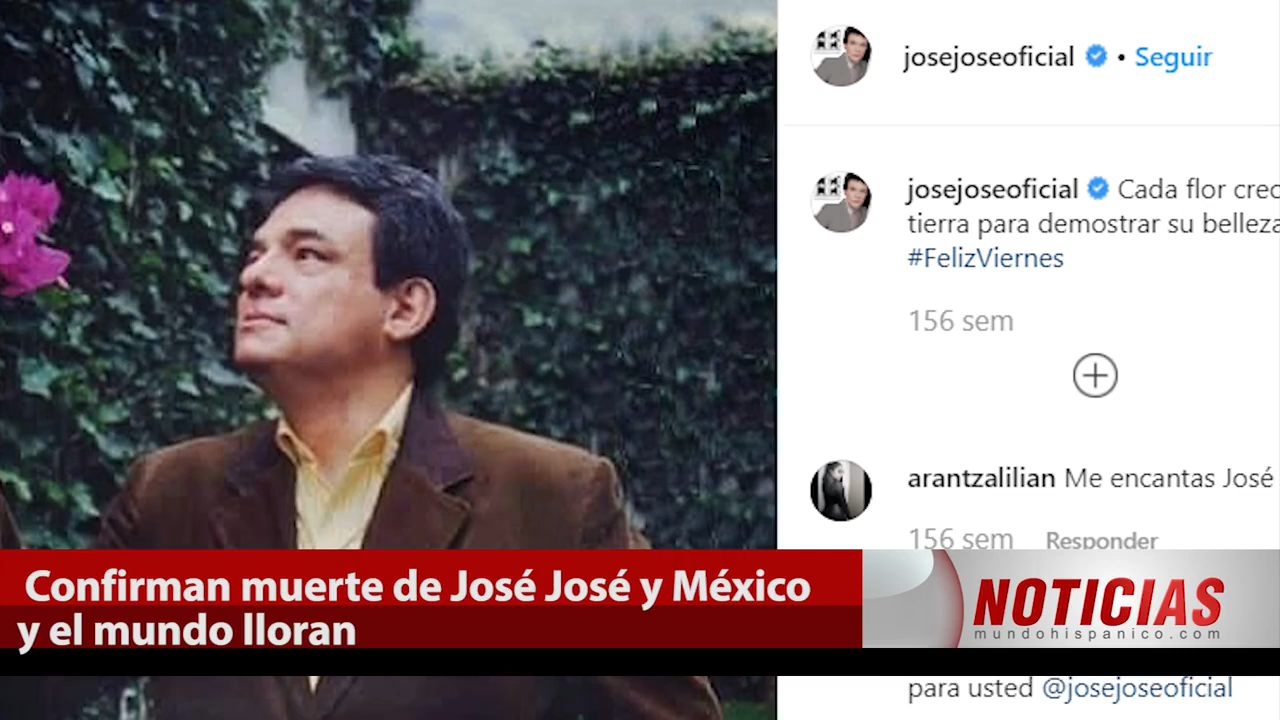 josejoseoficial • Seguir
josejoseoficial Cada flor crec
tierra para demostrar su belleza
#FelizViernes
156 sem
arantzalilian Me encantas José
156 sem Responder
Confirman muerte de José José y México
y el mundo lloran
NOTICIAS
mundohispanico.com
para usted @josejoseoficial